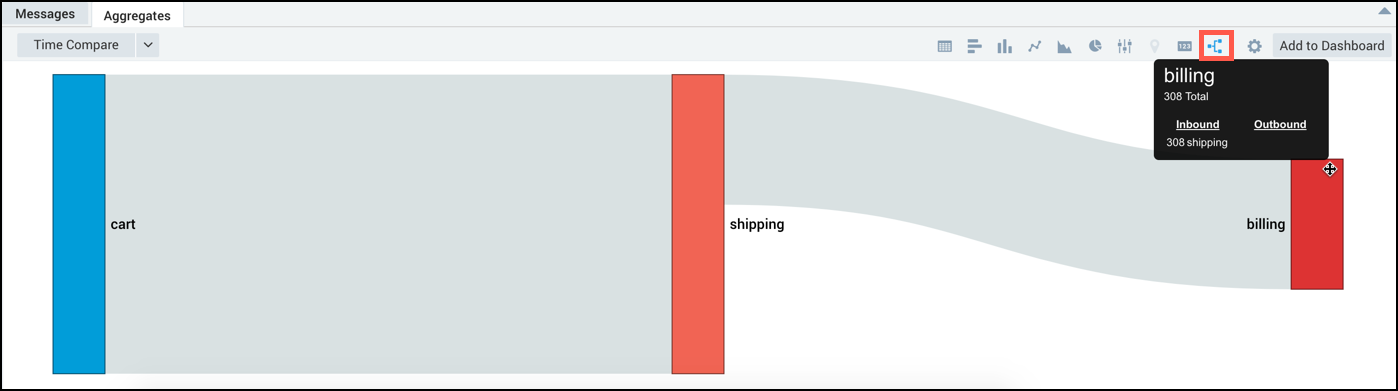 Messages
Aggregates
Time Compare
123
Add to Dashboard
billing
308 Total
Inbound Outbound
308 shipping
cart
shipping
billing